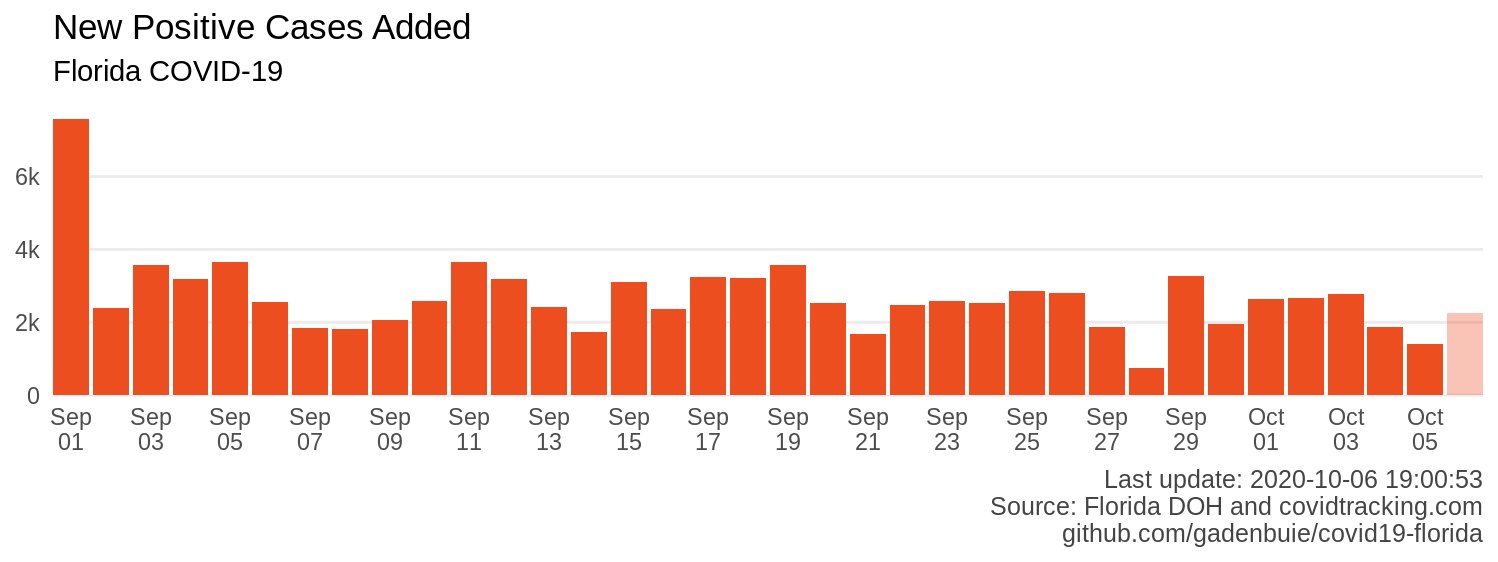 New Positive Cases Added
Florida COVID-19
6k
4k
2k
0
Sep Sep Sep Sep Sep Sep Sep Sep Sep Sep Sep Sep Sep Sep Sep Oct Oct Oct
01 03 05 07 09 11 13 15 17 19 21 23 25 27 29 01 03 05
Last update: 2020-10-06 19:00:53
Source: Florida DOH and covidtracking.com
github.com/gadenbuie/covid19-florida